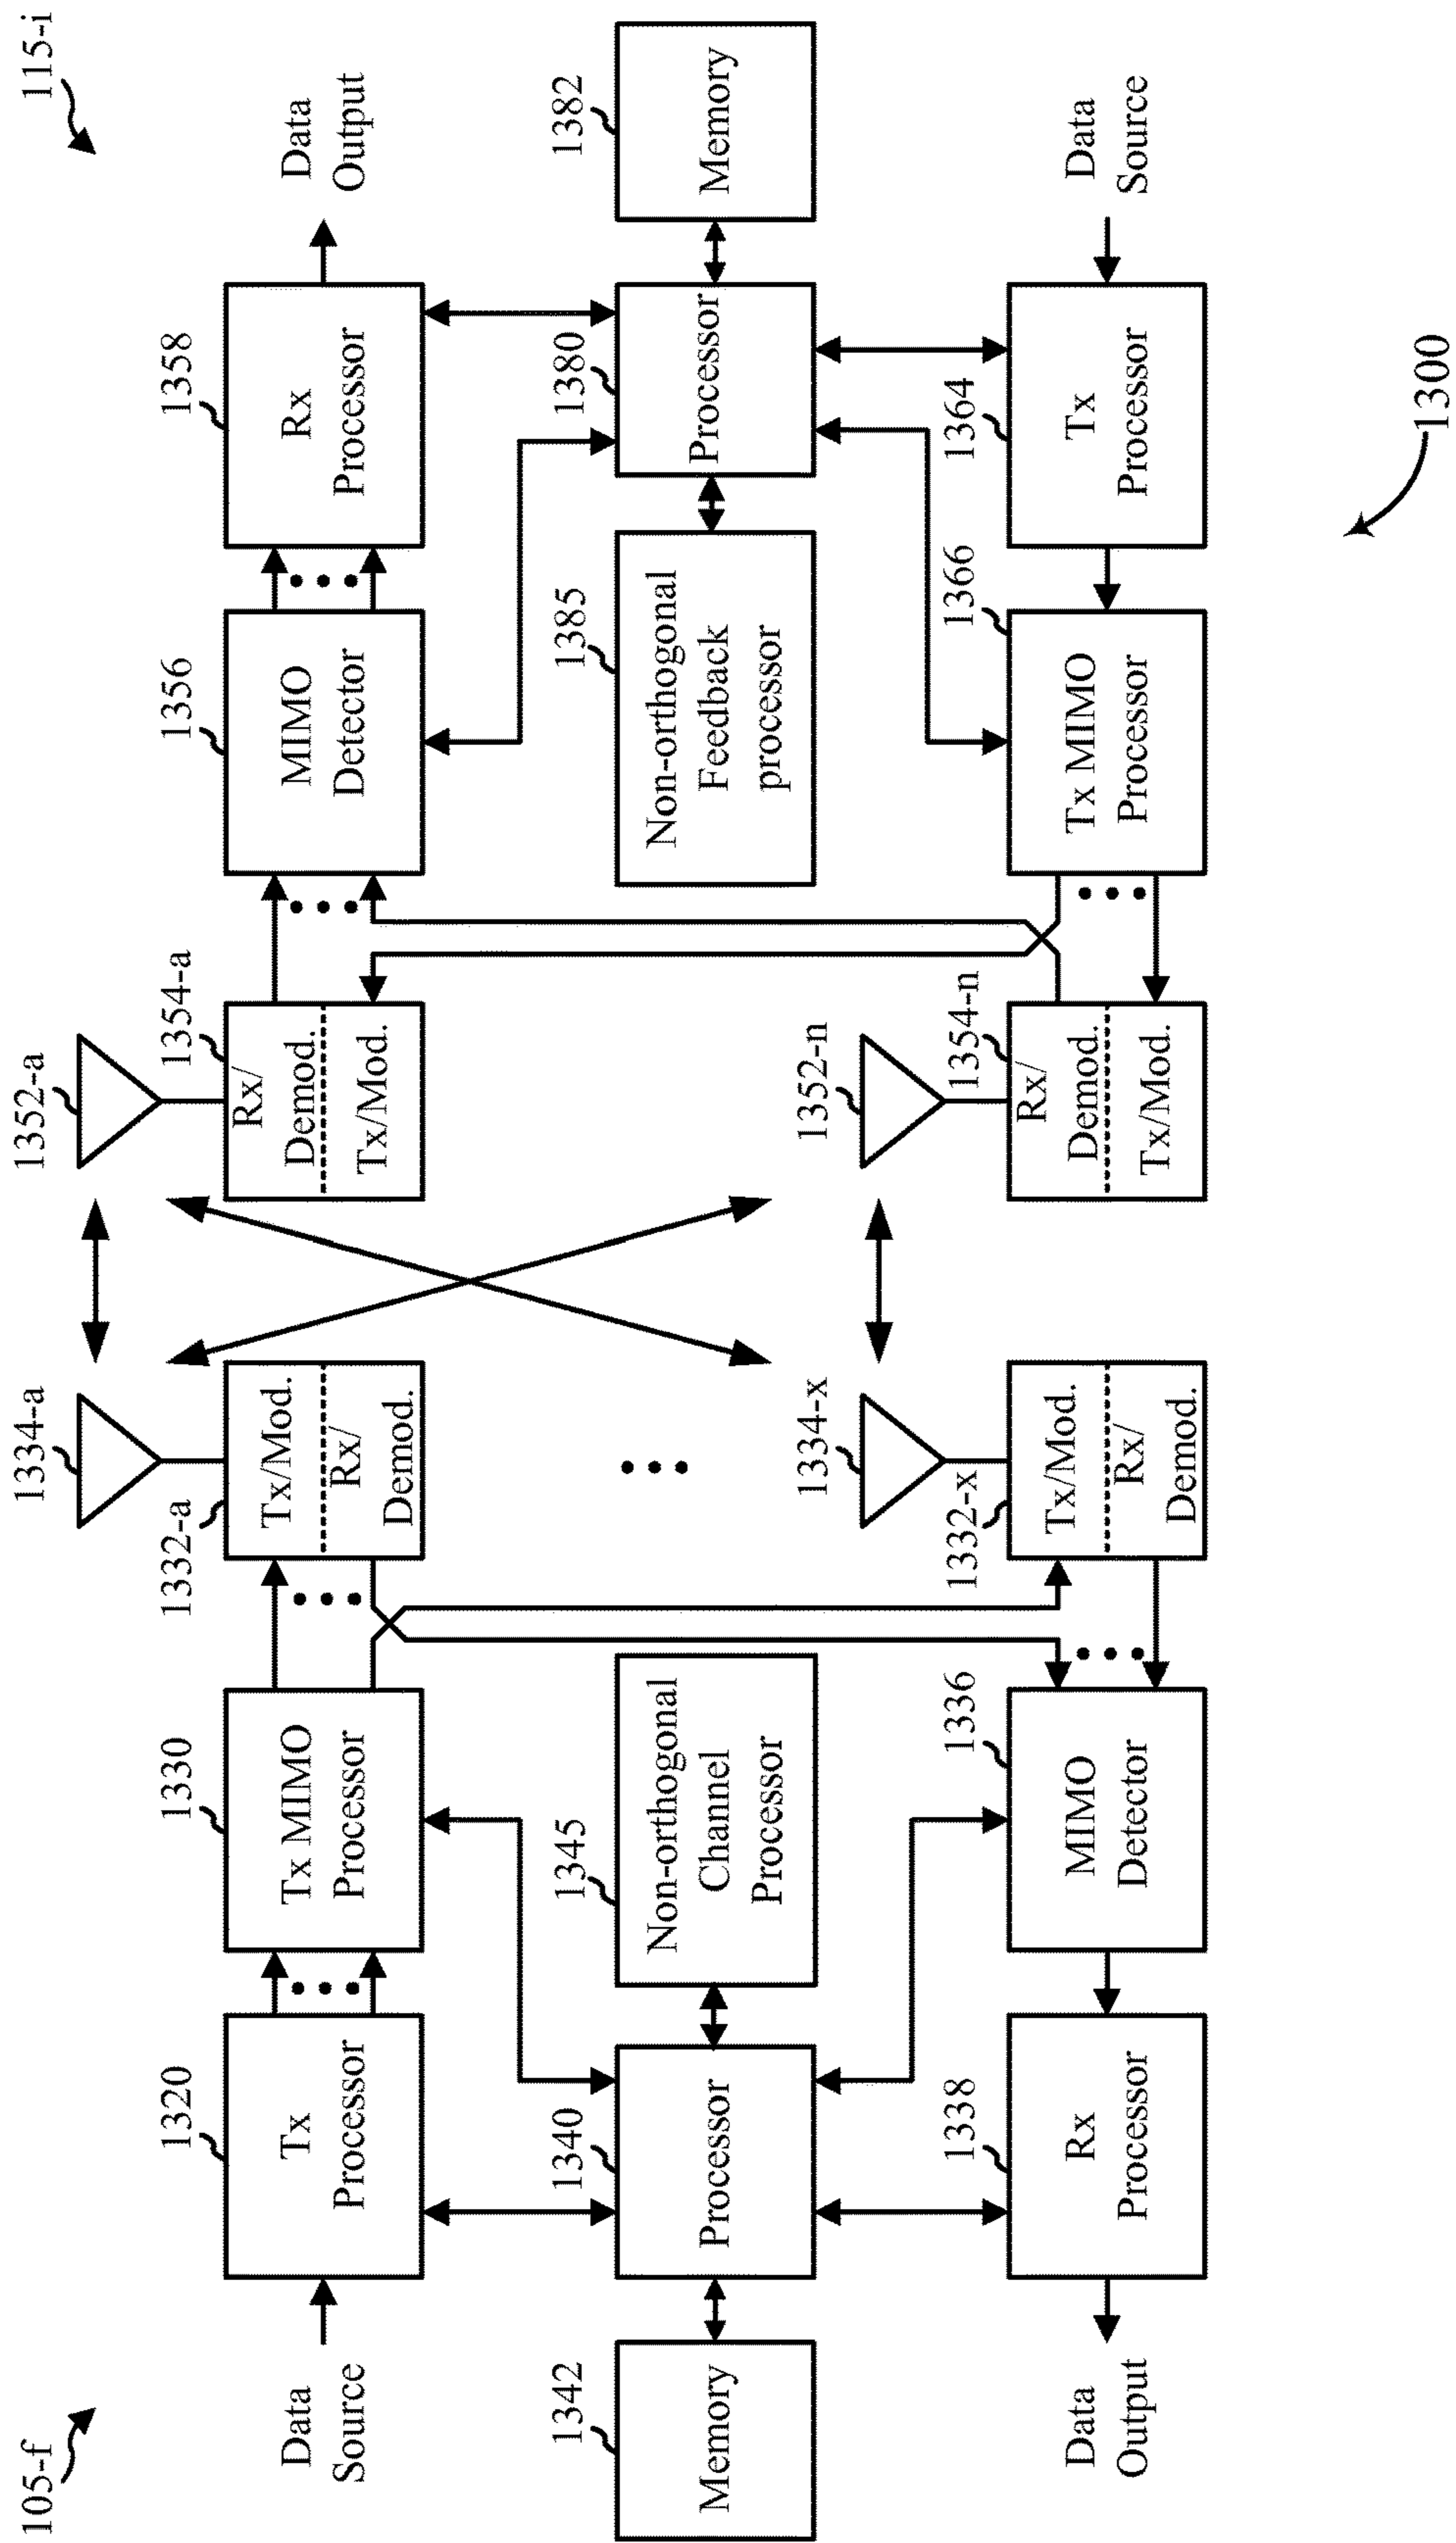 105-f
115-i
Data
Source
1320
Tx
Processor
1330
Tx MIMO
Processor
1332-a
Tx/Mod.
Rx/
Demod.
1334-a
1352-a
1354-a
Rx/
Demod.
Tx/Mod.
1356
MIMO
Detector
1358
Rx
Processor
Data
Output
1342
Memory
1340
Processor
1345
Non-orthogonal
Channel
Processor
1385
Non-orthogonal
Feedback
processor
1380
Processor
1382
Memory
Data
Output
1338
Rx
Processor
1336
MIMO
Detector
1332-x
Tx/Mod.
Rx/
Demod.
1334-x
1352-n
1354-n
Rx/
Demod.
Tx/Mod.
1366
Tx MIMO
Processor
1364
Tx
Processor
Data
Source
1300